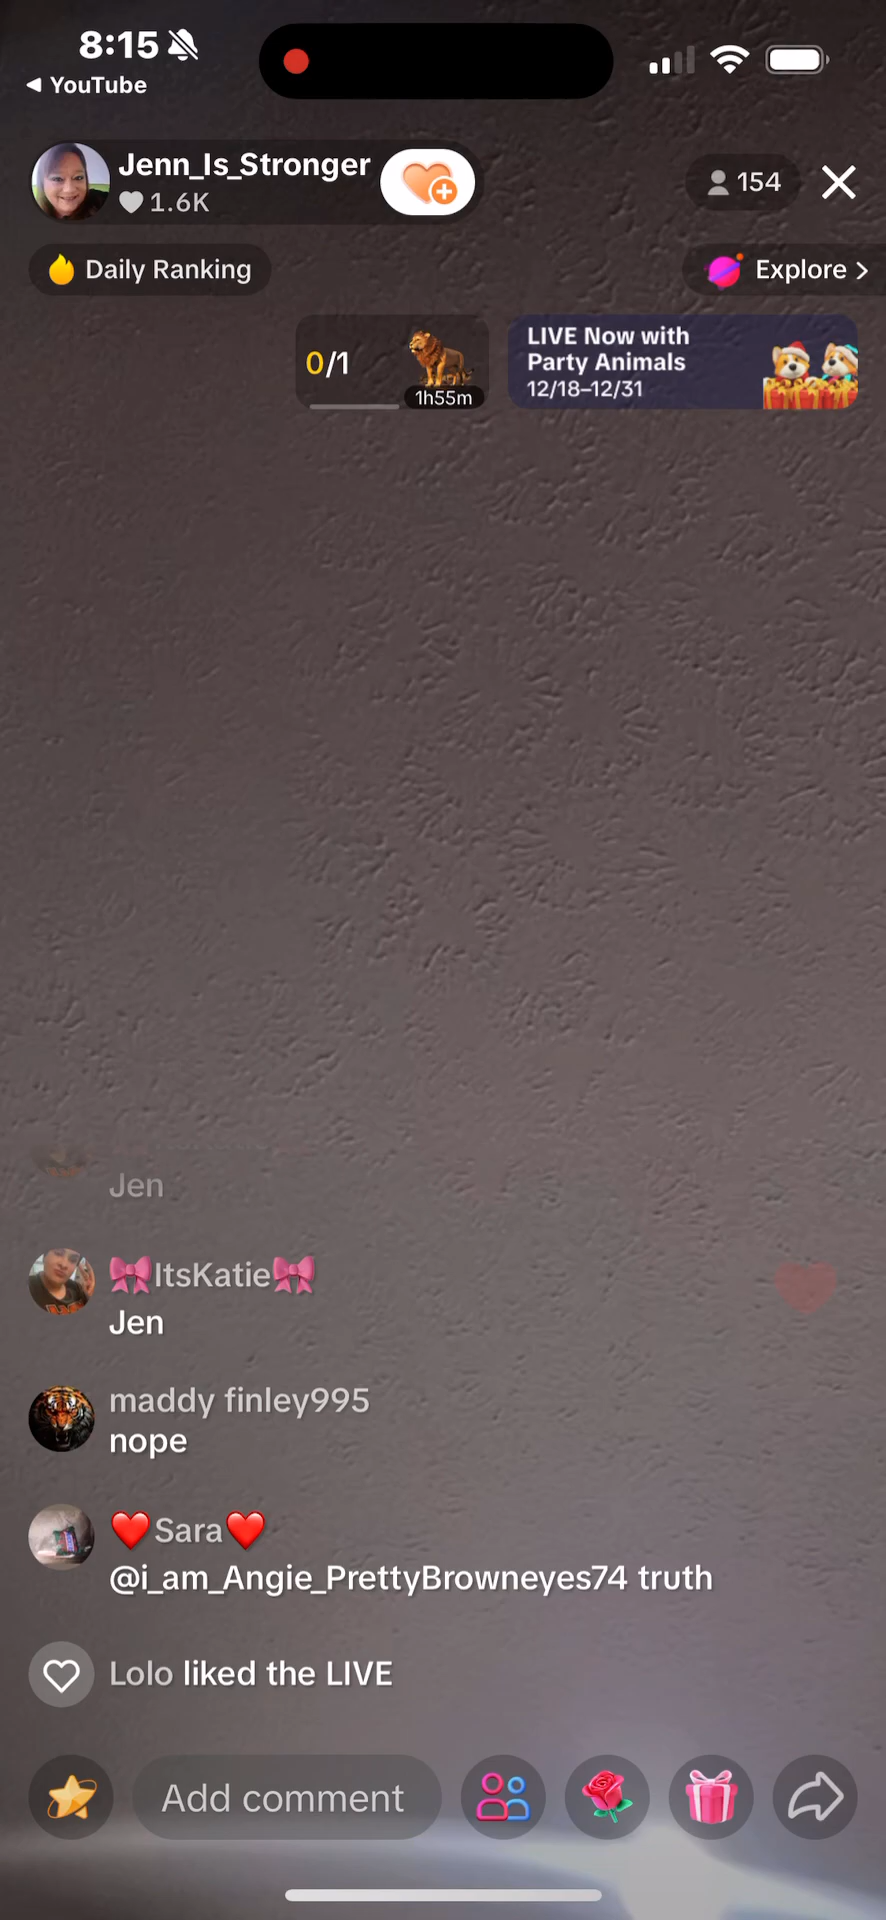 8:15
YouTube
Jenn_Is_Stronger
1.6K
154
Daily Ranking
Explore >
0/1
1h55m
LIVE Now with
Party Animals
12/18–12/31
Jen
🎀ItsKatie🎀
Jen
maddy finley995
nope
❤️Sara❤️
@i_am_Angie_PrettyBrowneyes74 truth
Lolo liked the LIVE
Add comment